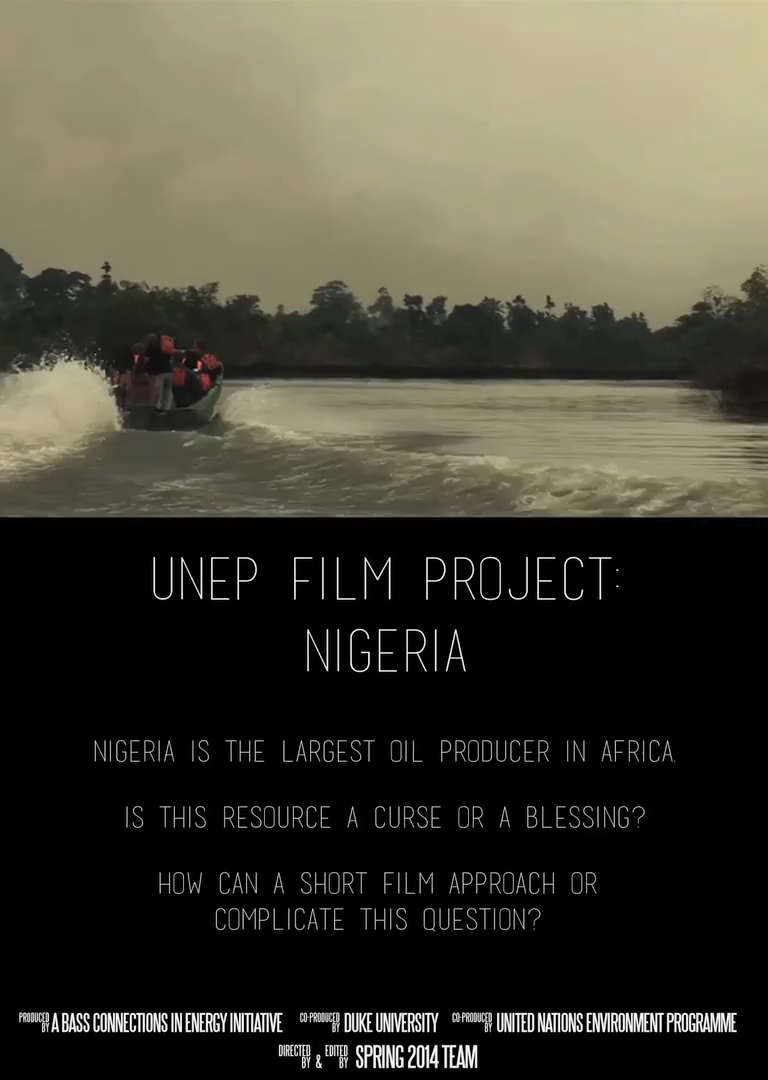 UNEP FILM PROJECT:
NIGERIA
NIGERIA IS THE LARGEST OIL PRODUCER IN AFRICA.
IS THIS RESOURCE A CURSE OR A BLESSING?
HOW CAN A SHORT FILM APPROACH OR
COMPLICATE THIS QUESTION?
PRODUCED BY A BASS CONNECTIONS IN ENERGY INITIATIVE CO-PRODUCED BY DUKE UNIVERSITY CO-PRODUCED BY UNITED NATIONS ENVIRONMENT PROGRAMME
DIRECTED BY & EDITED BY SPRING 2014 TEAM